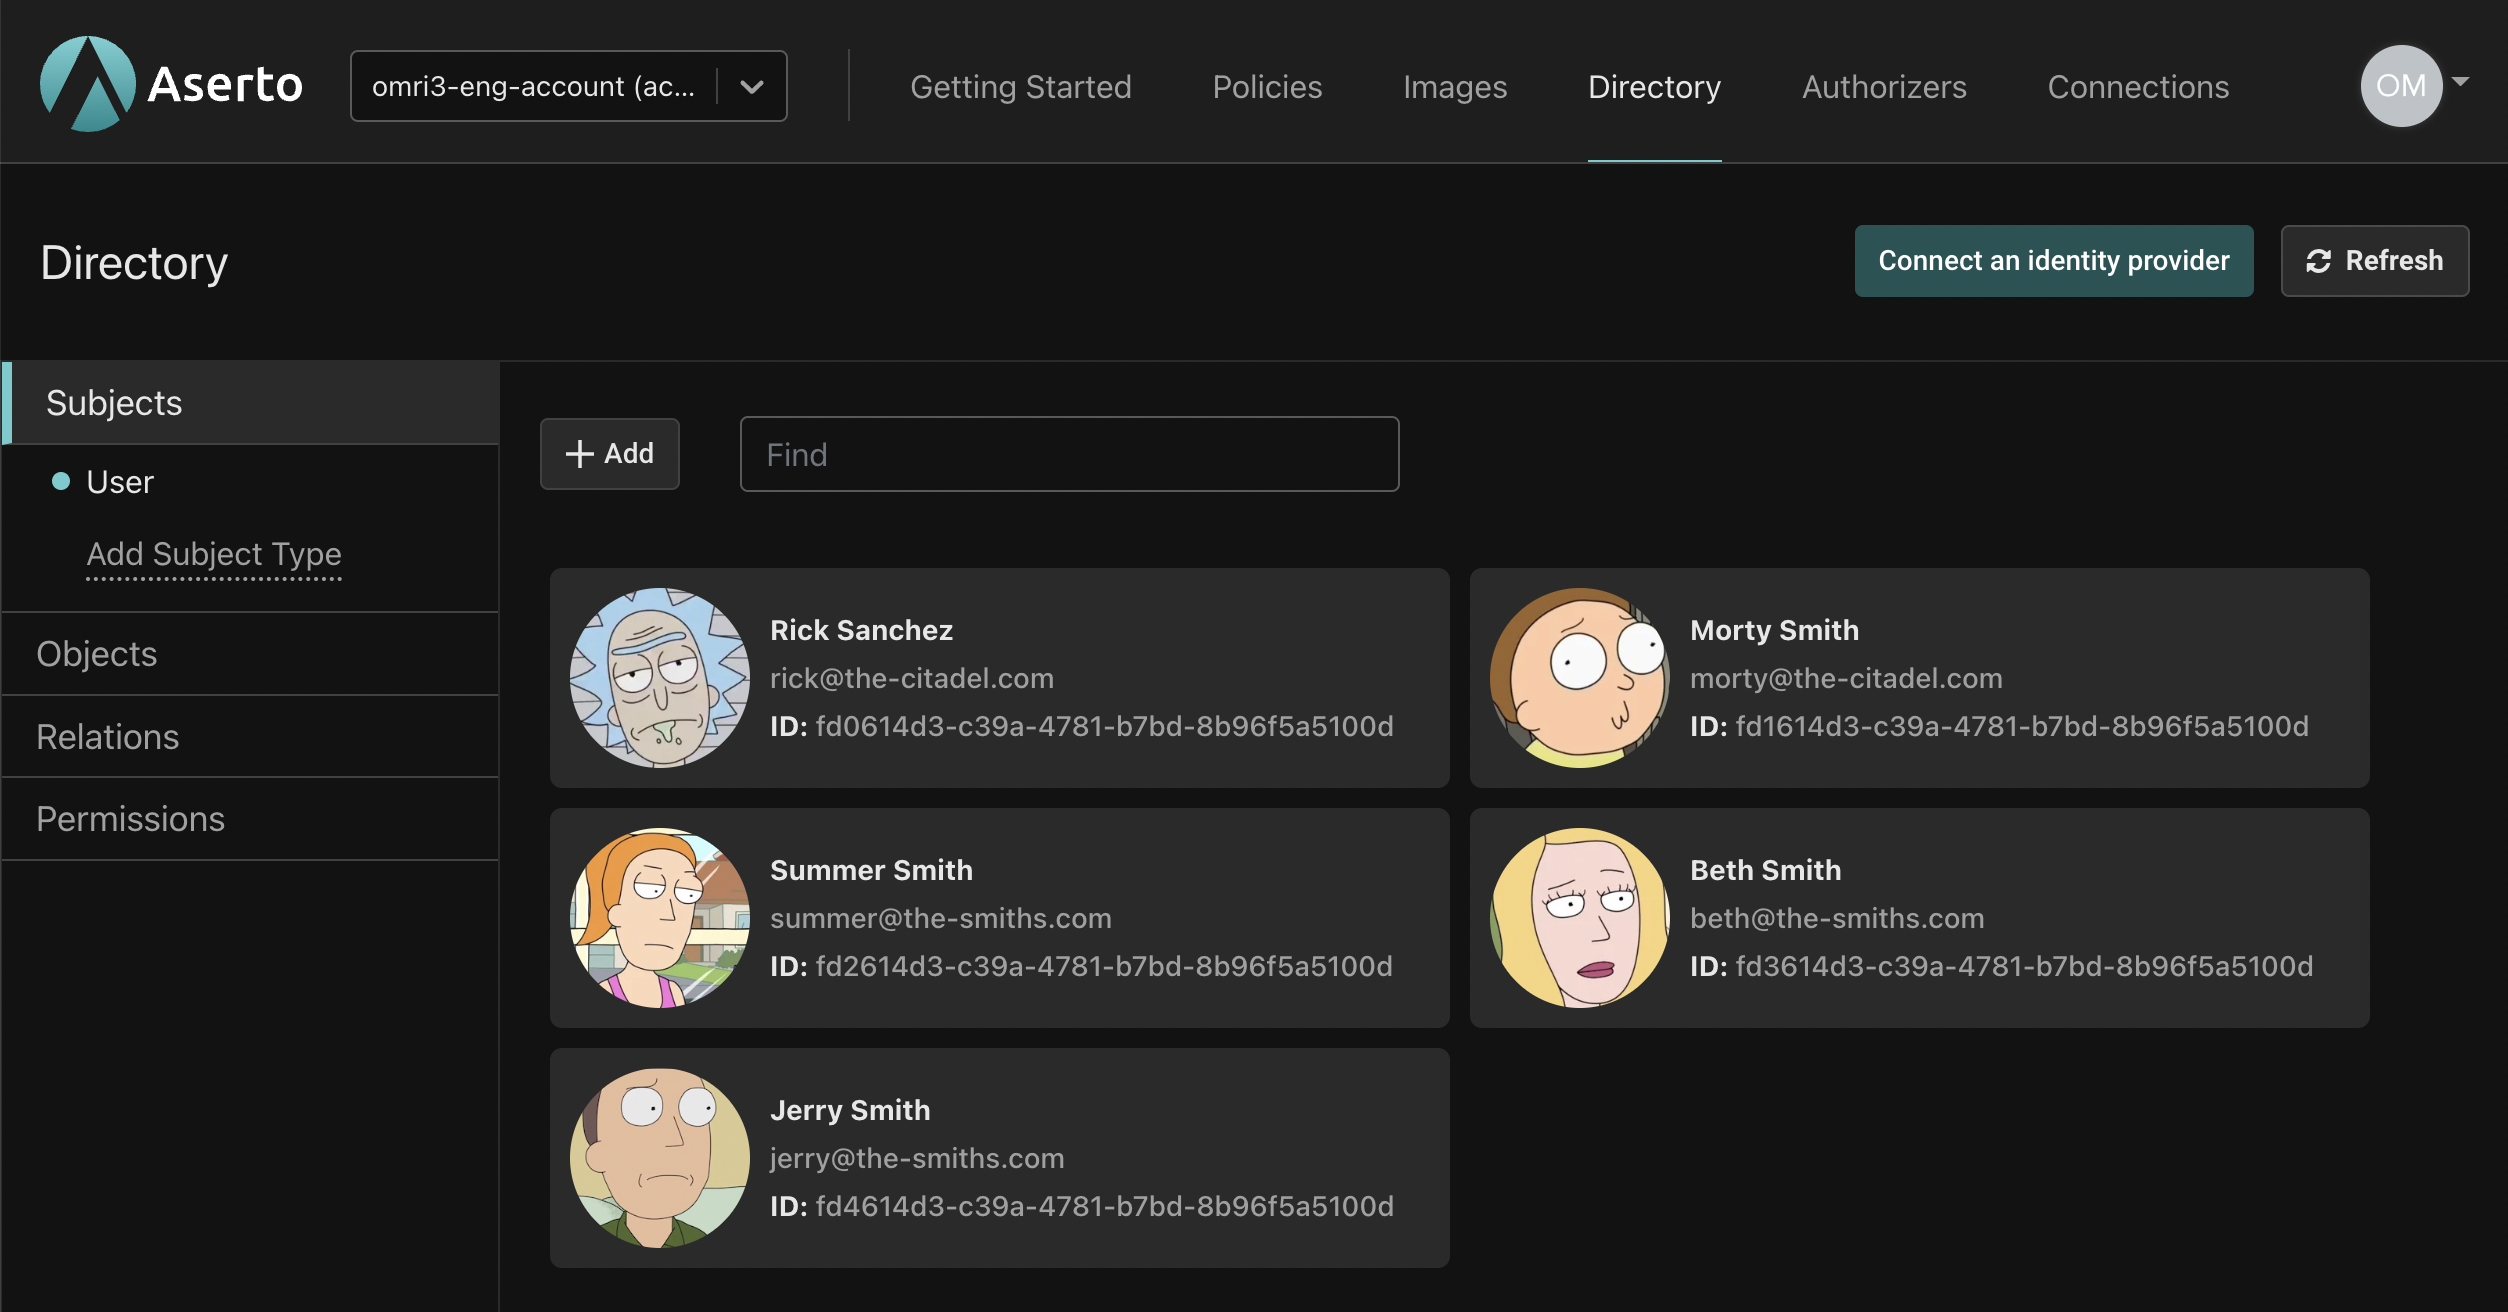 Aserto
omri3-eng-account (ac...
Getting Started
Policies
Images
Directory
Authorizers
Connections
OM
Directory
Connect an identity provider
Refresh
Subjects
User
Add Subject Type
Objects
Relations
Permissions
Add
Find
Rick Sanchez
rick@the-citadel.com
ID: fd0614d3-c39a-4781-b7bd-8b96f5a5100d
Morty Smith
morty@the-citadel.com
ID: fd1614d3-c39a-4781-b7bd-8b96f5a5100d
Summer Smith
summer@the-smiths.com
ID: fd2614d3-c39a-4781-b7bd-8b96f5a5100d
Beth Smith
beth@the-smiths.com
ID: fd3614d3-c39a-4781-b7bd-8b96f5a5100d
Jerry Smith
jerry@the-smiths.com
ID: fd4614d3-c39a-4781-b7bd-8b96f5a5100d